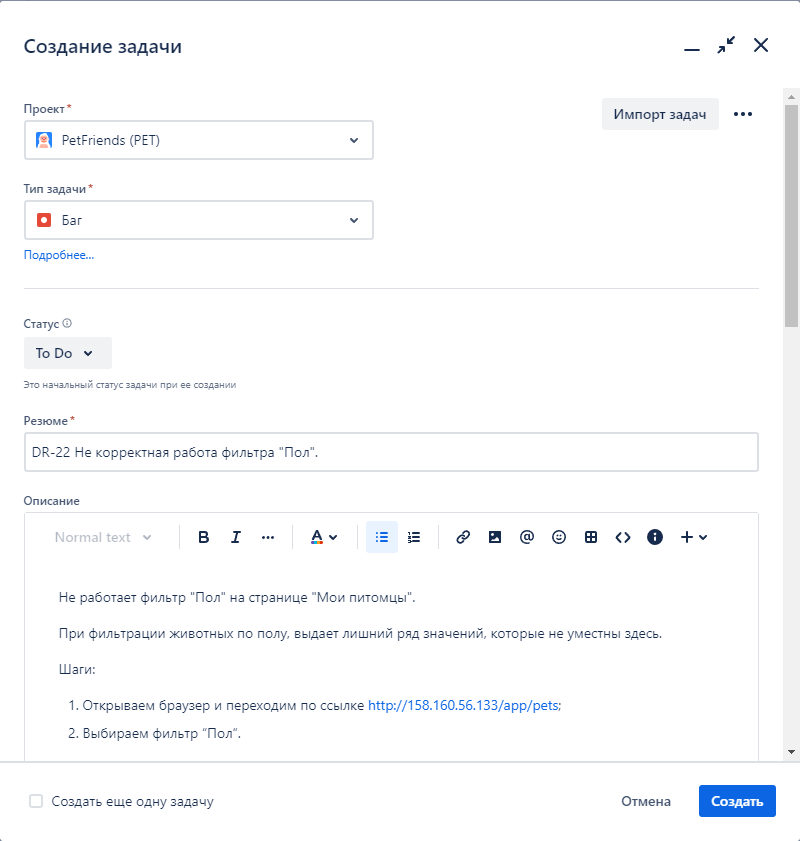 Создание задачи
Проект*
Импорт задач
PetFriends (PET)
Тип задачи*
Баг
Подробнее...
Статус
To Do
Это начальный статус задачи при ее создании
Резюме*
DR-22 Не корректная работа фильтра "Пол".
Описание
Normal text B I A
Не работает фильтр "Пол" на странице "Мои питомцы".
При фильтрации животных по полу, выдает лишний ряд значений, которые не уместны здесь.
Шаги:
1. Открываем браузер и переходим по ссылке http://158.160.56.133/app/pets;
2. Выбираем фильтр “Пол”.
Создать еще одну задачу
Отмена
Создать